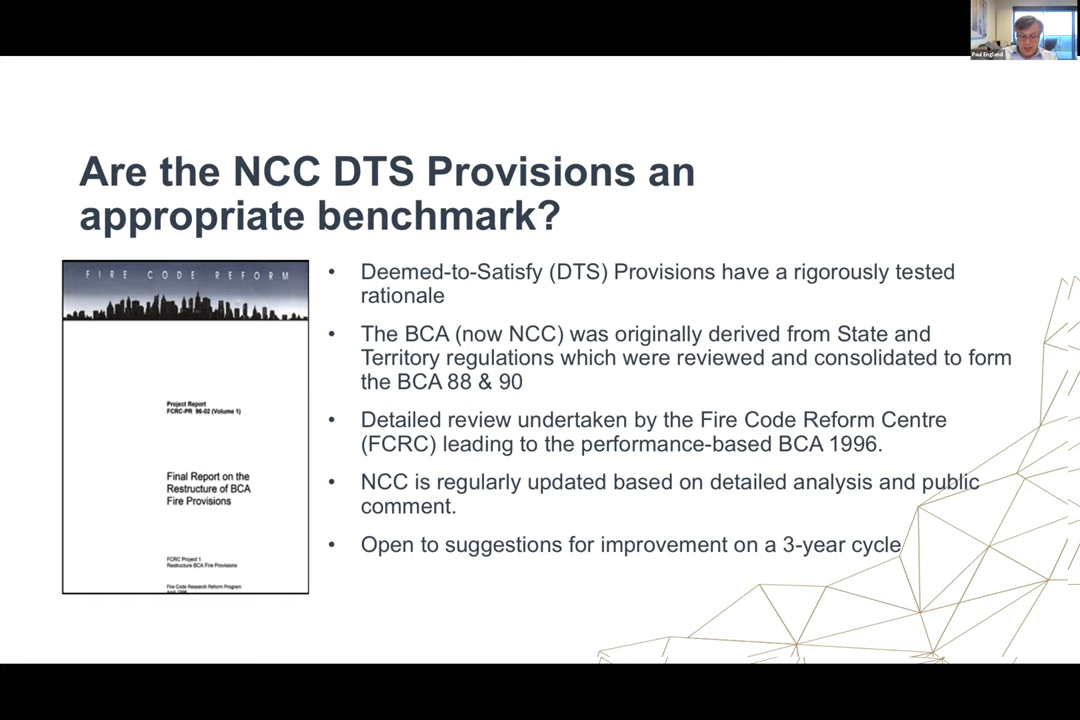 Paul England
Are the NCC DTS Provisions an
appropriate benchmark?
FIRE CODE REFORM
Project Report
FCRC-PR 96-02 (Volume 1)
Final Report on the
Restructure of BCA
Fire Provisions
FCRC Project 1
Restructure BCA Fire Provisions
Fire Code Research Reform Program
• Deemed-to-Satisfy (DTS) Provisions have a rigorously tested
rationale
• The BCA (now NCC) was originally derived from State and
Territory regulations which were reviewed and consolidated to form
the BCA 88 & 90
• Detailed review undertaken by the Fire Code Reform Centre
(FCRC) leading to the performance-based BCA 1996.
• NCC is regularly updated based on detailed analysis and public
comment.
• Open to suggestions for improvement on a 3-year cycle